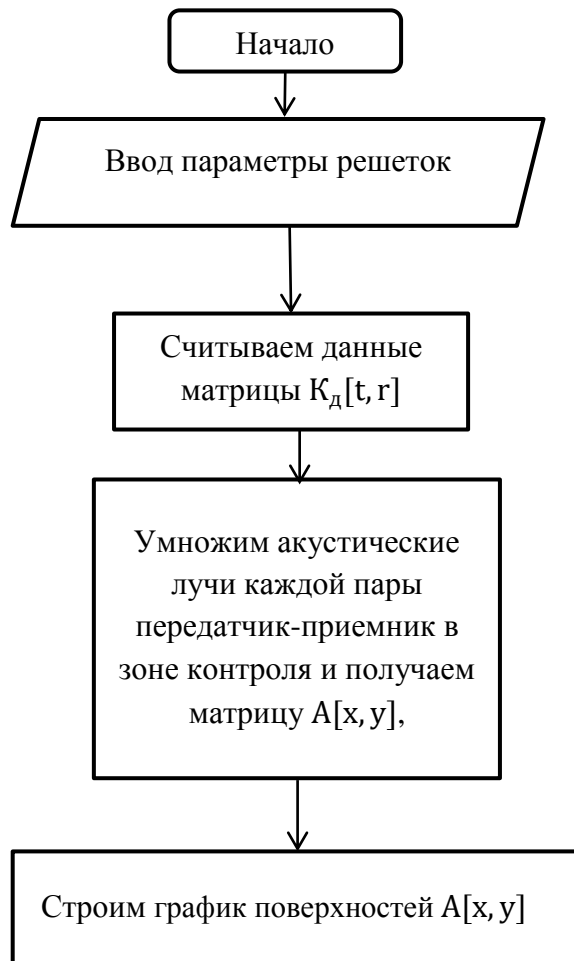 Начало
Ввод параметры решеток
Считываем данные
матрицы К_д[t, r]
Умножим акустические
лучи каждой пары
передатчик-приемник в
зоне контроля и получаем
матрицу A[x, y],
Строим график поверхностей A[x, y]